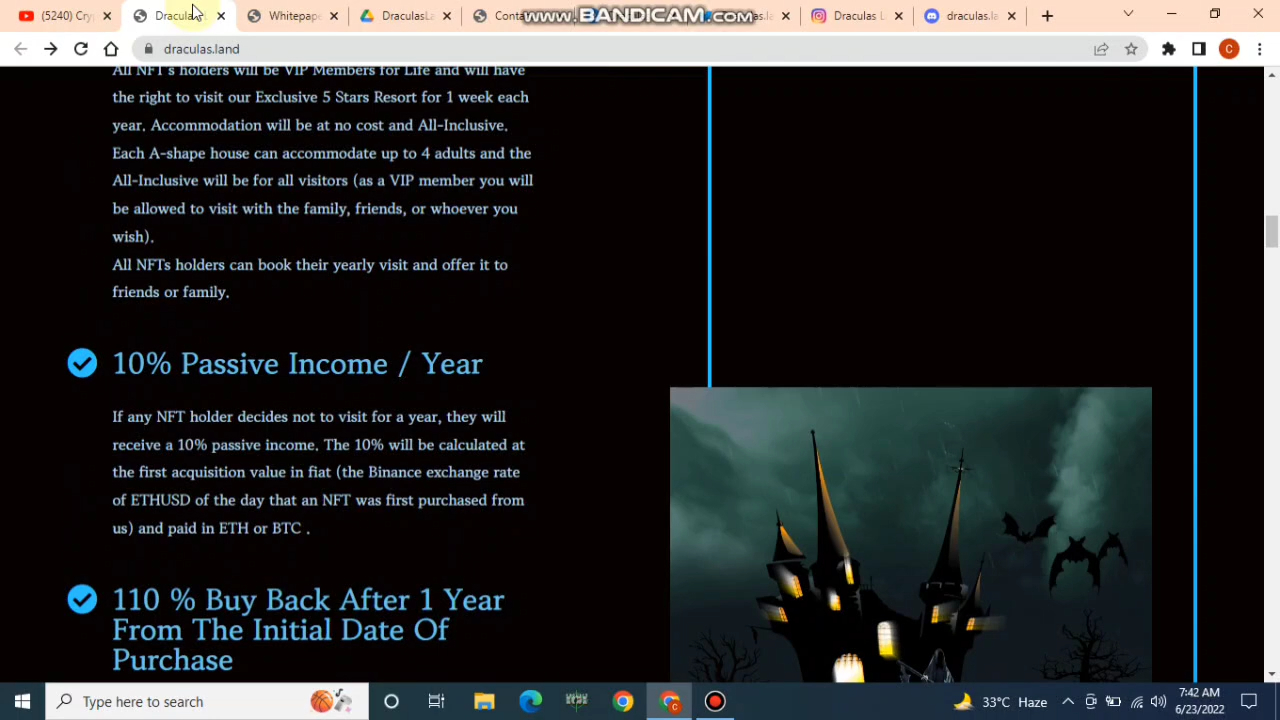 (5240) Cry
Draculas
Whitepape
DraculasLa
Conta
www.BANDICAM.com
Draculas L
draculas.la
draculas.land
C
All NFT's holders will be VIP Members for Life and will have
the right to visit our Exclusive 5 Stars Resort for 1 week each
year. Accommodation will be at no cost and All-Inclusive.
Each A-shape house can accommodate up to 4 adults and the
All-Inclusive will be for all visitors (as a VIP member you will
be allowed to visit with the family, friends, or whoever you
wish).
All NFTs holders can book their yearly visit and offer it to
friends or family.
10% Passive Income / Year
If any NFT holder decides not to visit for a year, they will
receive a 10% passive income. The 10% will be calculated at
the first acquisition value in fiat (the Binance exchange rate
of ETHUSD of the day that an NFT was first purchased from
us) and paid in ETH or BTC .
110 % Buy Back After 1 Year
From The Initial Date Of
Purchase
Type here to search
33°C Haze
7:42 AM
6/23/2022